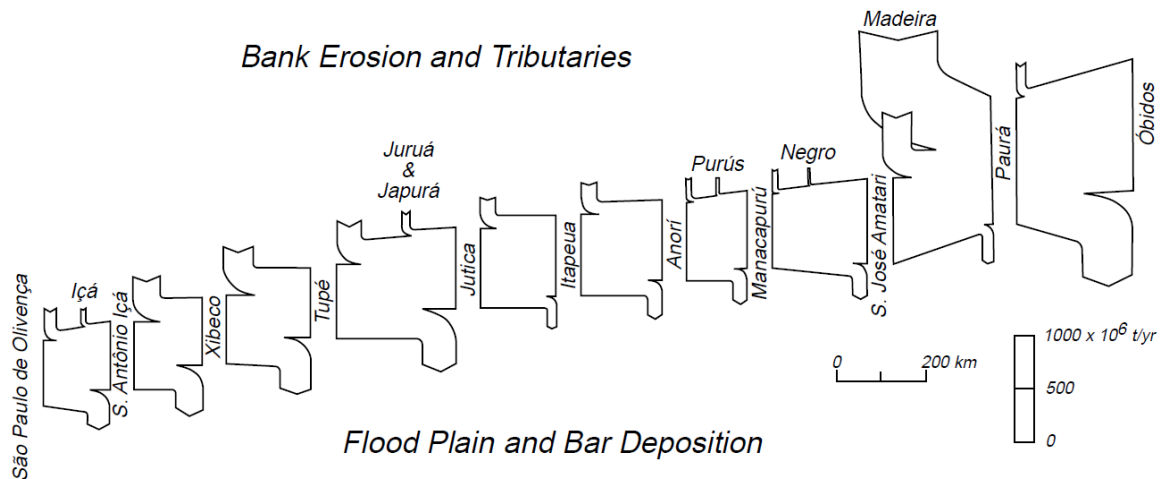 Madeira
Bank Erosion and Tributaries
Óbidos
Paurá
Juruá
&
Japurá
Purús
Negro
S. José Amatari
Manacapurú
Anorí
Itapeua
Jutica
Tupé
Içá
Xibeco
S. Antônio Içá
São Paulo de Olivença
0 200 km
1000 x 10⁶ t/yr
500
0
Flood Plain and Bar Deposition